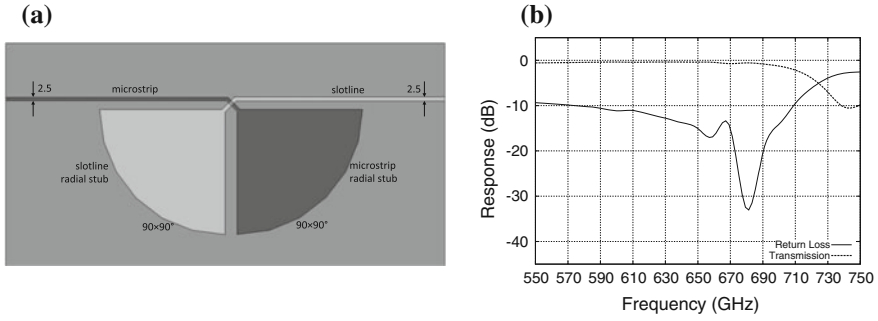 (a)
(b)
2.5
microstrip
slotline
2.5
slotline
radial stub
microstrip
radial stub
90×90°
90×90°
Response (dB)
0
-10
-20
-30
-40
Return Loss
Transmission
550 570 590 610 630 650 670 690 710 730 750
Frequency (GHz)